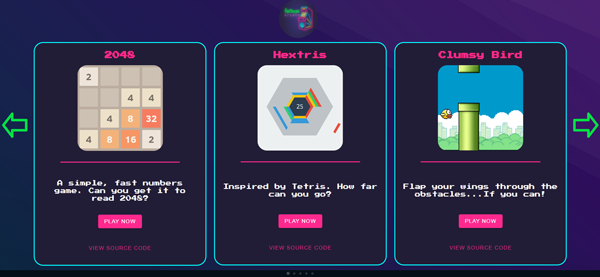 2048
2
4 4
4 8 32
4 8 16 2
A simple, fast numbers
game. Can you get it to
read 2048?
PLAY NOW
VIEW SOURCE CODE
Hextris
25
Inspired by Tetris. How far
can you go?
PLAY NOW
VIEW SOURCE CODE
Clumsy Bird
Flap your wings through the
obstacles...If you can!
PLAY NOW
VIEW SOURCE CODE